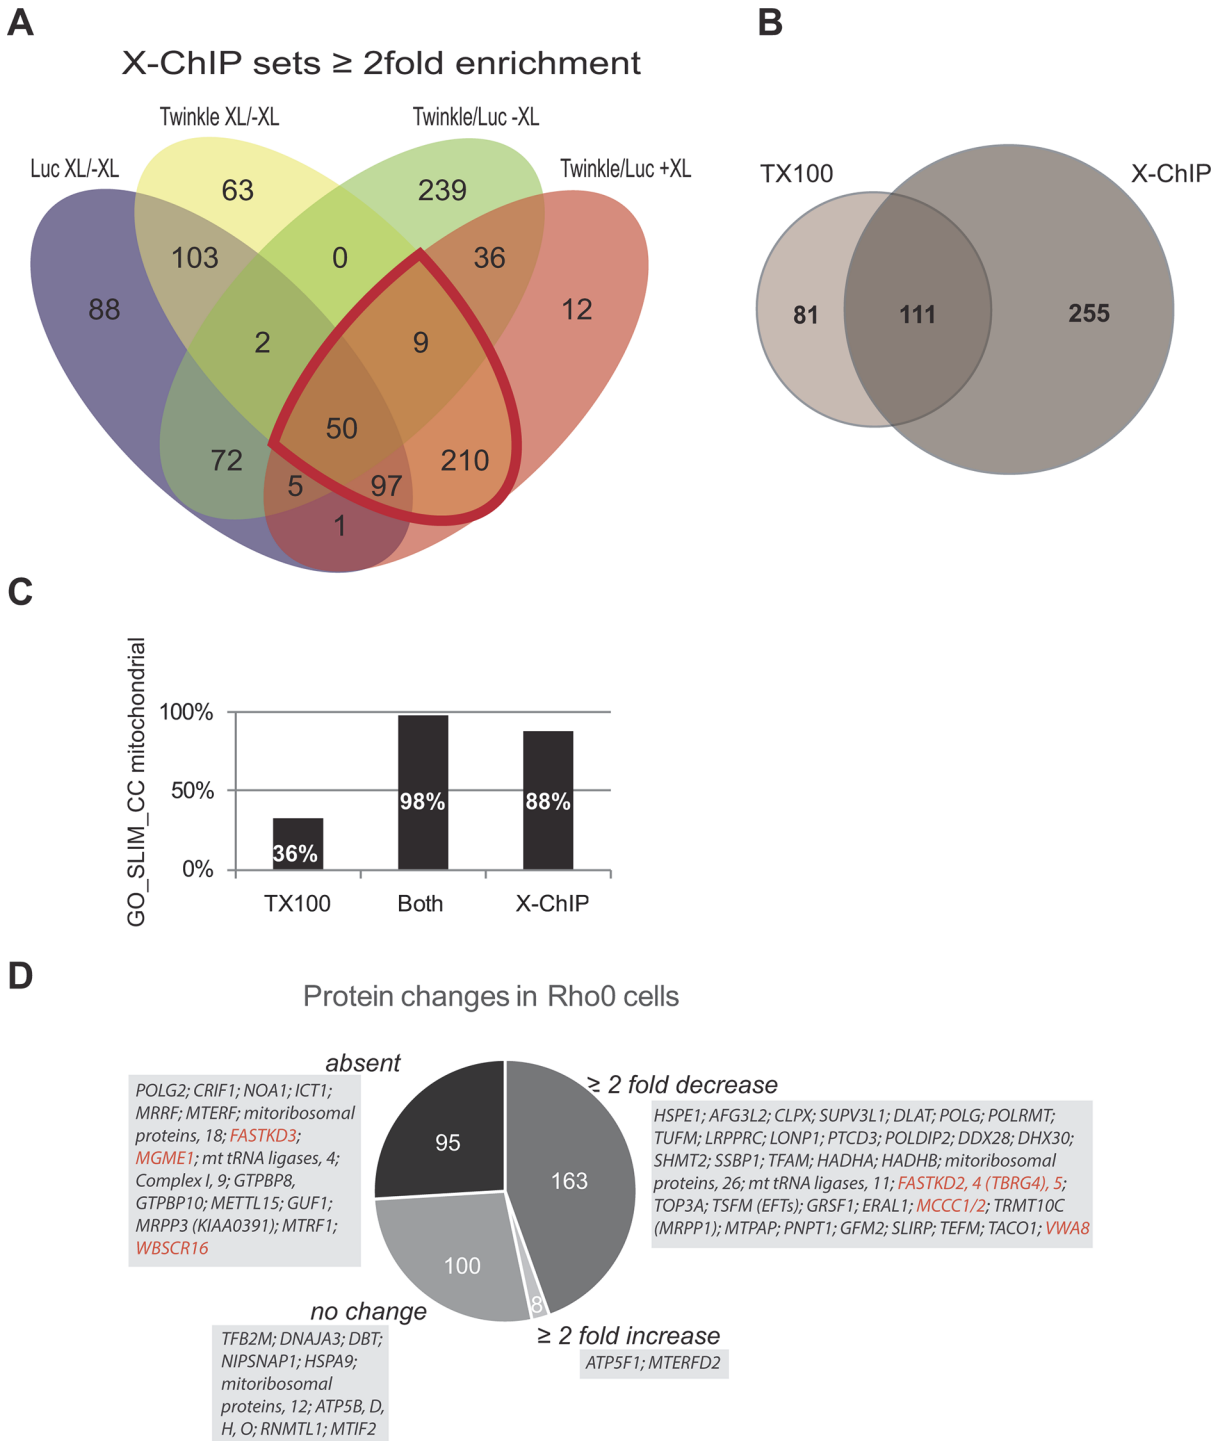 A
B
X-ChIP sets ≥ 2fold enrichment
Twinkle XL/-XL
Twinkle/Luc -XL
Luc XL/-XL
Twinkle/Luc +XL
63
239
103
0
36
88
12
2
9
50
72
5
97
210
1
TX100
X-ChIP
81
111
255
C
GO_SLIM_CC mitochondrial
100%
50%
0%
36%
98%
88%
TX100
Both
X-ChIP
D
Protein changes in Rho0 cells
absent
POLG2; CRIF1; NOA1; ICT1;
MRRF; MTERF; mitoribosomal
proteins, 18; FASTKD3;
MGME1; mt tRNA ligases, 4;
Complex I, 9; GTPBP8,
GTPBP10; METTL15; GUF1;
MRPP3 (KIAA0391); MTRF1;
WBSCR16
95
163
100
8
≥ 2 fold decrease
HSPE1; AFG3L2; CLPX; SUPV3L1; DLAT; POLG; POLRMT;
TUFM; LRPPRC; LONP1; PTCD3; POLDIP2; DDX28; DHX30;
SHMT2; SSBP1; TFAM; HADHA; HADHB; mitoribosomal
proteins, 26; mt tRNA ligases, 11; FASTKD2, 4 (TBRG4), 5;
TOP3A; TSFM (EFTs); GRSF1; ERAL1; MCCC1/2; TRMT10C
(MRPP1); MTPAP; PNPT1; GFM2; SLIRP; TEFM; TACO1; VWA8
no change
TFB2M; DNAJA3; DBT;
NIPSNAP1; HSPA9;
mitoribosomal
proteins, 12; ATP5B, D,
H, O; RNMTL1; MTIF2
≥ 2 fold increase
ATP5F1; MTERFD2